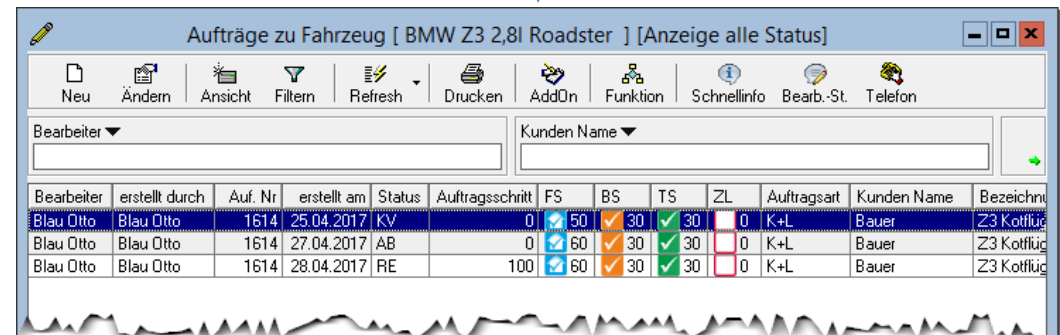 Aufträge zu Fahrzeug [ BMW Z3 2,8l Roadster ] [Anzeige alle Status]
Neu Ändern Ansicht Filtern Refresh Drucken AddOn Funktion Schnellinfo Bearb.-St. Telefon
Bearbeiter Kunden Name
Bearbeiter erstellt durch Auf. Nr erstellt am Status Auftragsschritt FS BS TS ZL Auftragsart Kunden Name Bezeichnu
Blau Otto Blau Otto 1614 25.04.2017 KV 0 50 30 30 0 K+L Bauer Z3 Kotflüg
Blau Otto Blau Otto 1614 27.04.2017 AB 0 60 30 30 0 K+L Bauer Z3 Kotflüg
Blau Otto Blau Otto 1614 28.04.2017 RE 100 60 30 30 0 K+L Bauer Z3 Kotflüg